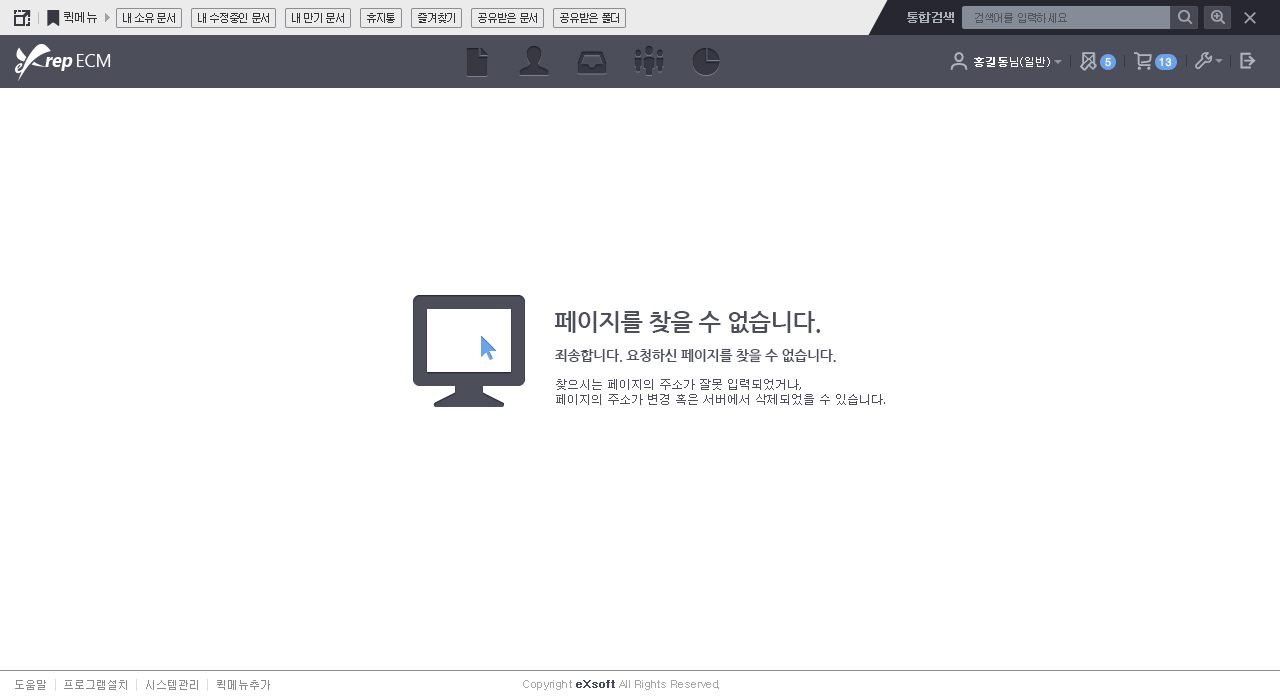 퀵메뉴 내 소유 문서 내 수정중인 문서 내 만기 문서 휴지통 즐겨찾기 공유받은 문서 공유받은 폴더 통합검색 검색어를 입력하세요
eXrep ECM 홍길동님(일반) 5 13
페이지를 찾을 수 없습니다.
죄송합니다. 요청하신 페이지를 찾을 수 없습니다.
찾으시는 페이지의 주소가 잘못 입력되었거나,
페이지의 주소가 변경 혹은 서버에서 삭제되었을 수 있습니다.
도움말 프로그램설치 시스템관리 퀵메뉴추가 Copyright eXsoft All Rights Reserved.